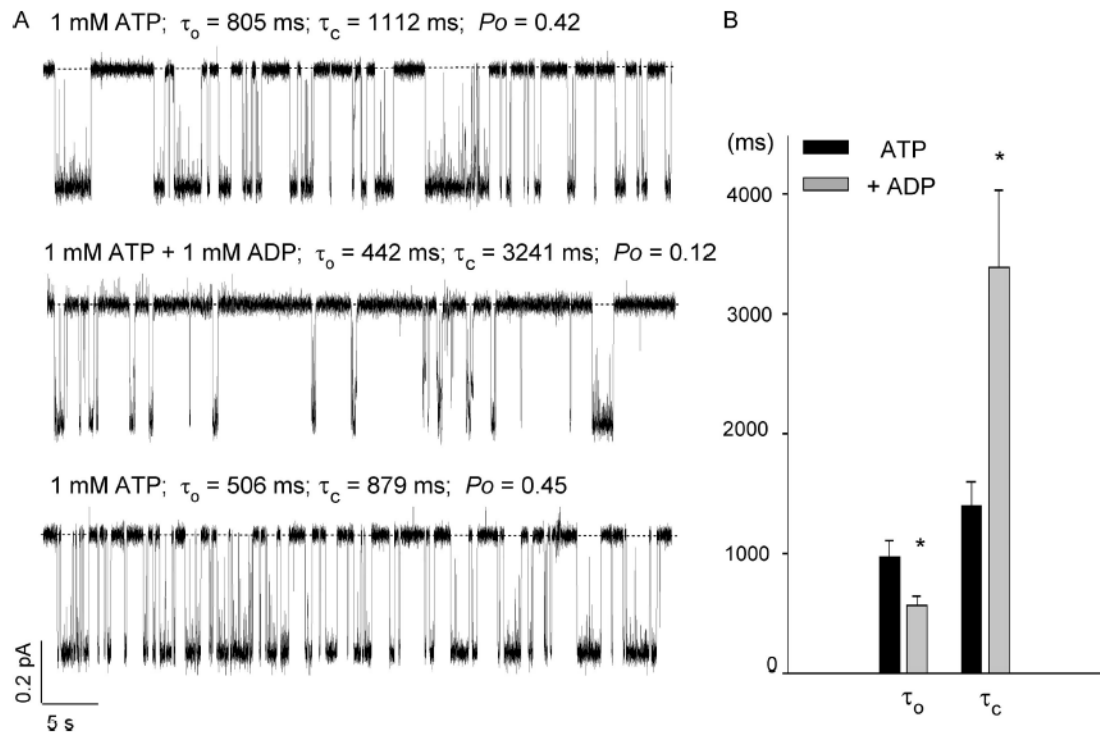 A 1 mM ATP; τo = 805 ms; τc = 1112 ms; Po = 0.42
1 mM ATP + 1 mM ADP; τo = 442 ms; τc = 3241 ms; Po = 0.12
1 mM ATP; τo = 506 ms; τc = 879 ms; Po = 0.45
0.2 pA
5 s
B
(ms)
ATP
+ ADP
*
*
4000
3000
2000
1000
0
τo
τc